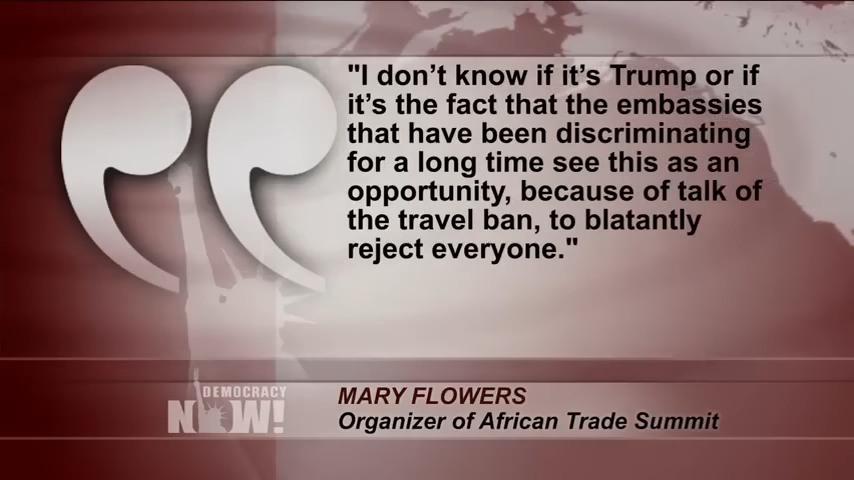 "I don’t know if it’s Trump or if
it’s the fact that the embassies
that have been discriminating
for a long time see this as an
opportunity, because of talk of
the travel ban, to blatantly
reject everyone."
DEMOCRACY
NOW!
MARY FLOWERS
Organizer of African Trade Summit